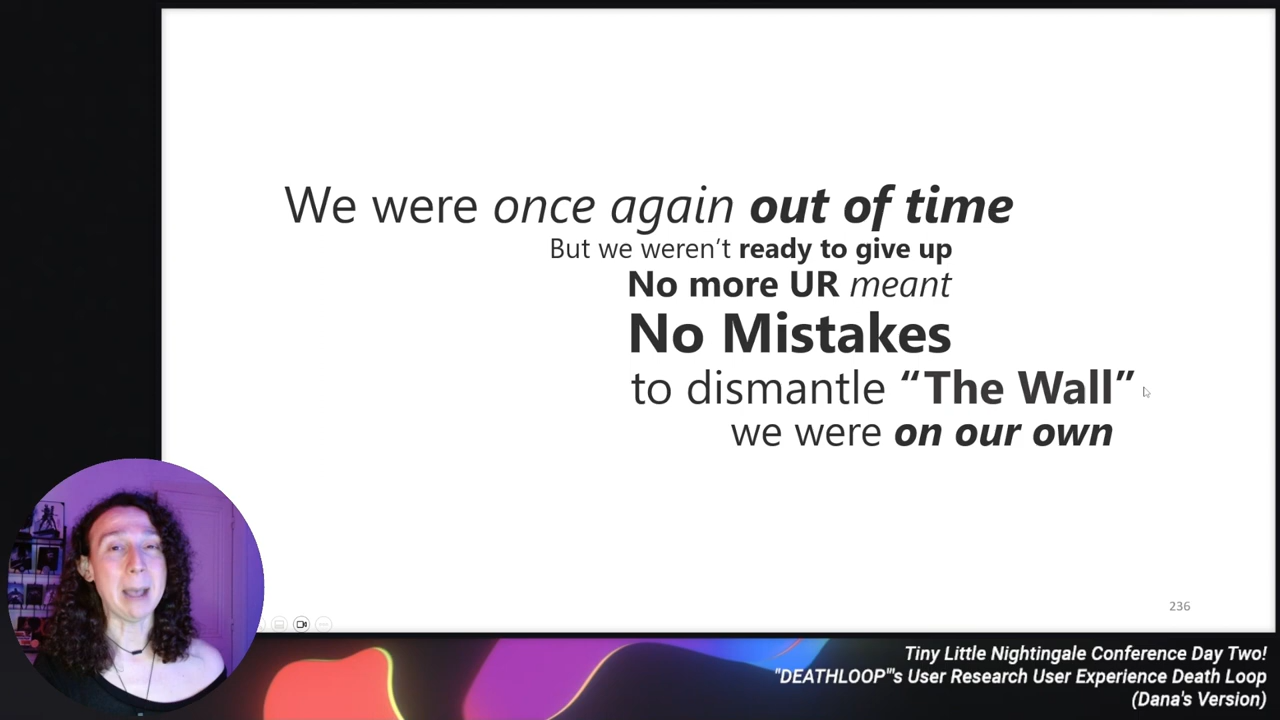 We were once again out of time
But we weren’t ready to give up
No more UR meant
No Mistakes
to dismantle “The Wall”
we were on our own
236
Tiny Little Nightingale Conference Day Two!
"DEATHLOOP"'s User Research User Experience Death Loop
(Dana's Version)